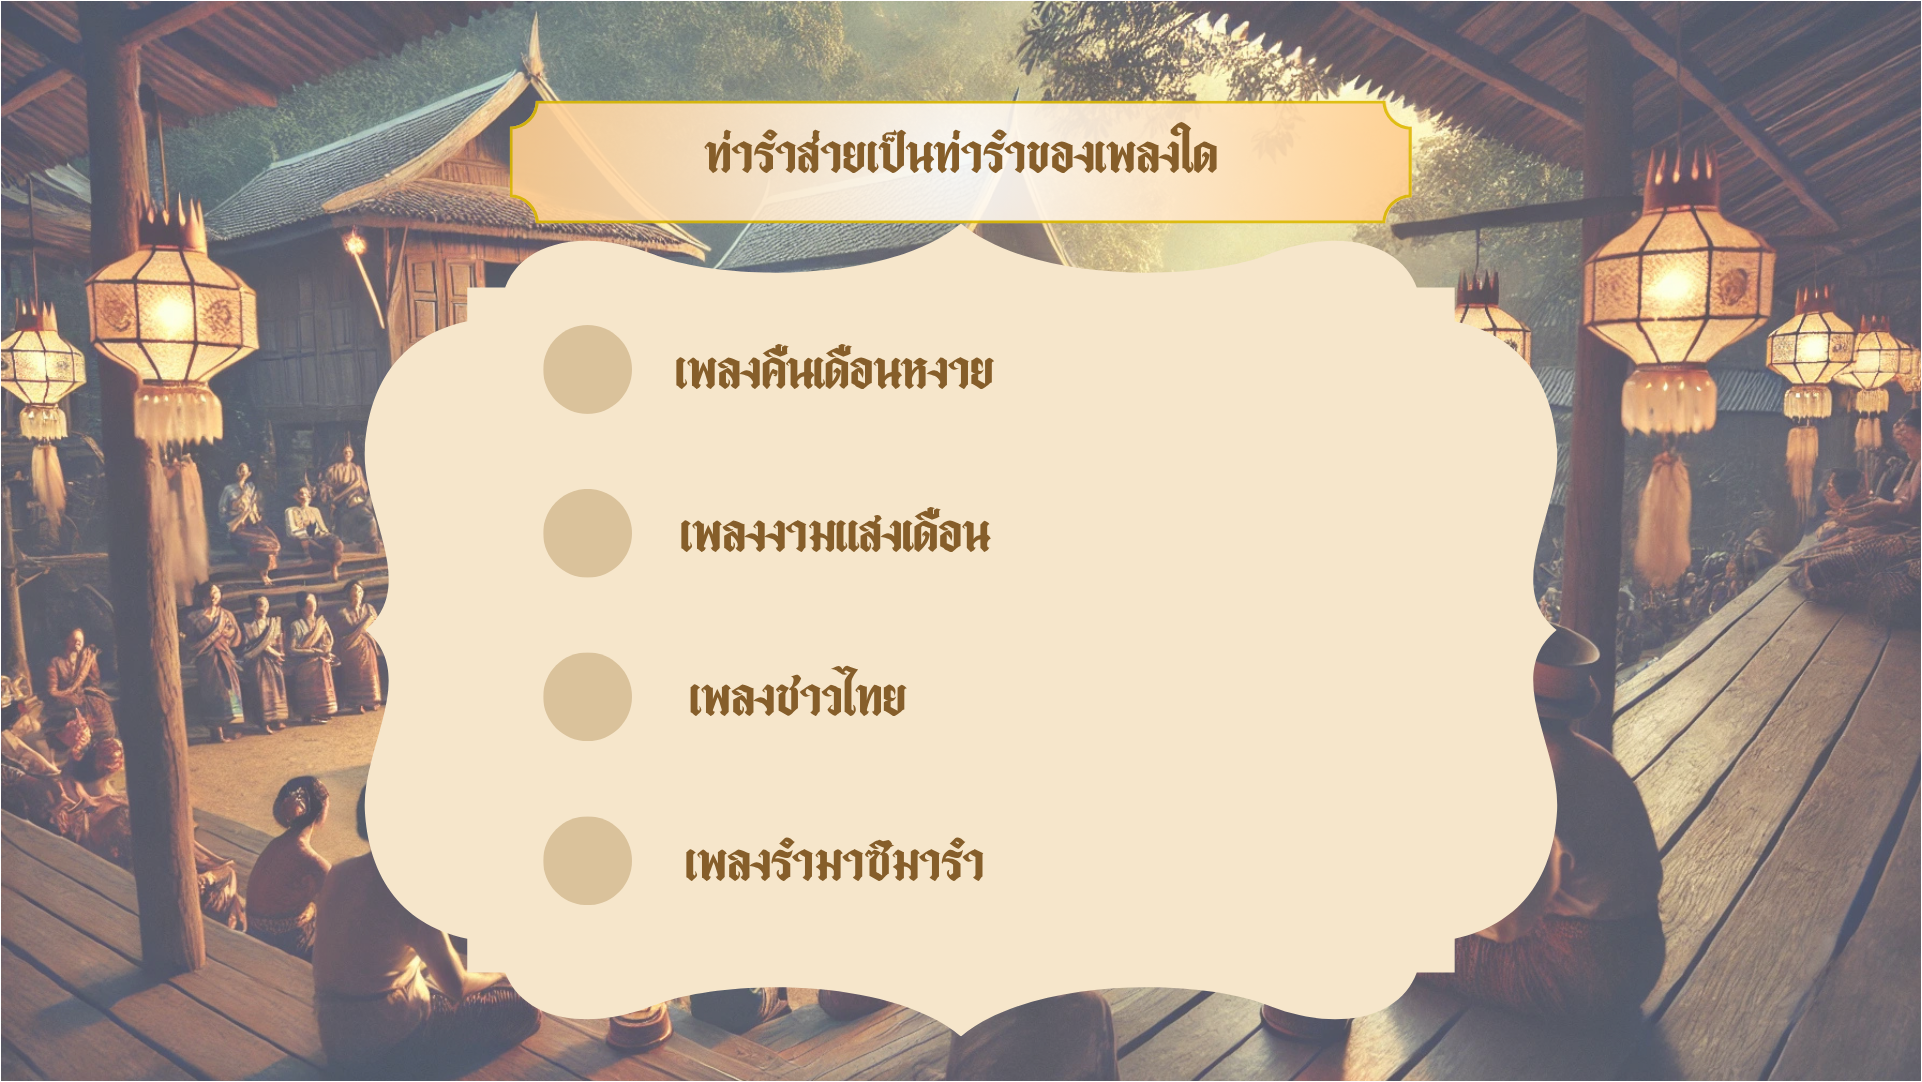 ท่ารำส่ายเป็นท่ารำของเพลงใด
เพลงคืนเดือนหงาย
เพลงงามแสงเดือน
เพลงชาวไทย
เพลงรำมาซิมารำ